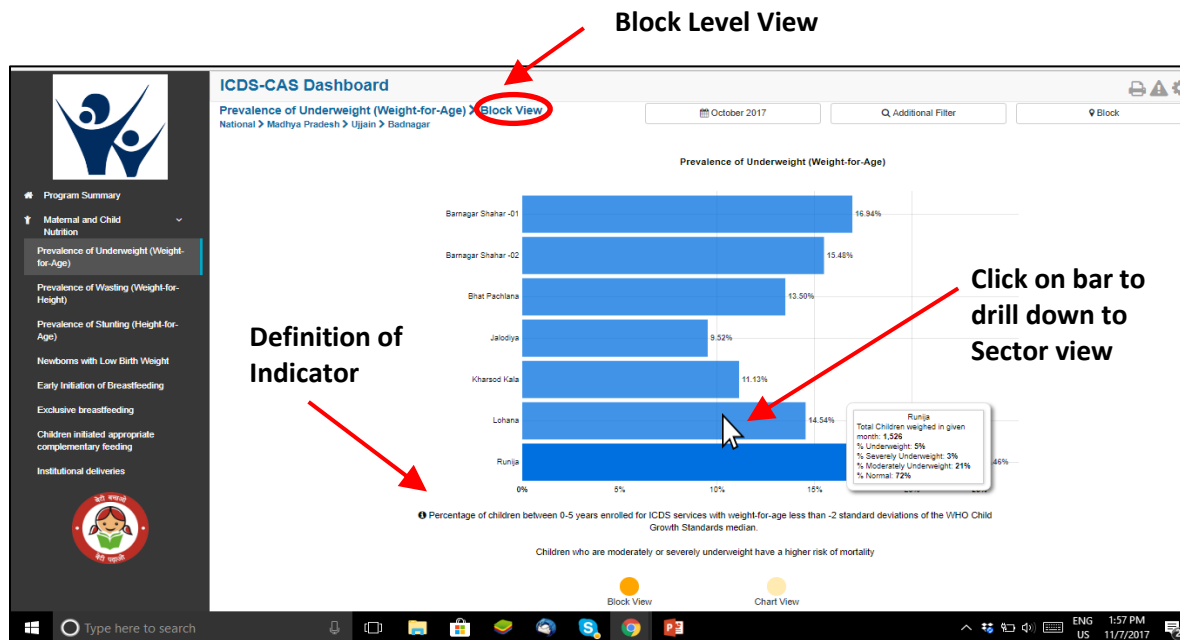 Block Level View
ICDS-CAS Dashboard
Prevalence of Underweight (Weight-for-Age) > Block View
National > Madhya Pradesh > Ujjain > Badnagar
October 2017
Additional Filter
Block
Program Summary
Maternal and Child
Nutrition
Prevalence of Underweight (Weight-
for-Age)
Prevalence of Wasting (Weight-for-
Height)
Prevalence of Stunting (Height-for-
Age)
Newborns with Low Birth Weight
Early Initiation of Breastfeeding
Exclusive breastfeeding
Children initiated appropriate
complementary feeding
Institutional deliveries
बेटी बचाओ
बेटी पढ़ाओ
Prevalence of Underweight (Weight-for-Age)
Barnagar Shahar -01
16.94%
Barnagar Shahar -02
15.48%
Bhat Pachlana
13.50%
Jalodiya
9.52%
Kharsod Kala
11.13%
Lohana
14.54%
Runija
46%
0%
5%
10%
15%
Runija
Total Children weighed in given
month: 1,526
% Underweight: 5%
% Severely Underweight: 3%
% Moderately Underweight: 21%
% Normal: 72%
Click on bar to
drill down to
Sector view
Definition of
Indicator
Percentage of children between 0-5 years enrolled for ICDS services with weight-for-age less than -2 standard deviations of the WHO Child
Growth Standards median.
Children who are moderately or severely underweight have a higher risk of mortality
Block View
Chart View
Type here to search
ENG
US
1:57 PM
11/7/2017